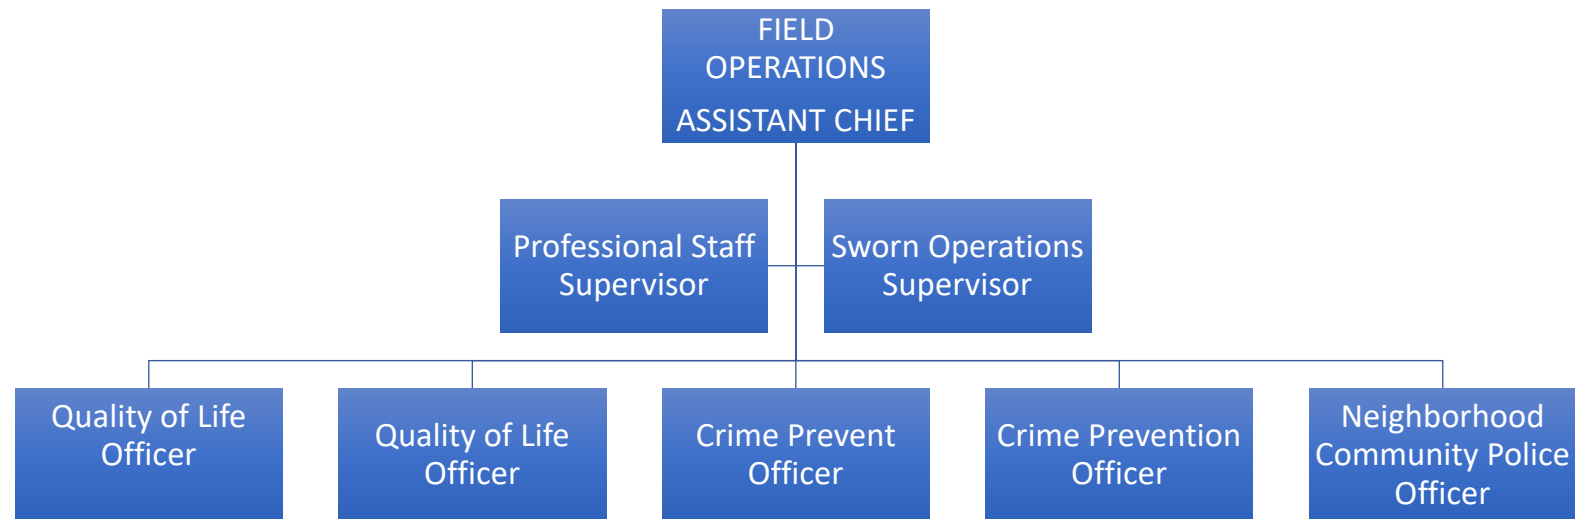 FIELD
OPERATIONS
ASSISTANT CHIEF
Professional Staff
Supervisor
Sworn Operations
Supervisor
Quality of Life
Officer
Quality of Life
Officer
Crime Prevent
Officer
Crime Prevention
Officer
Neighborhood
Community Police
Officer